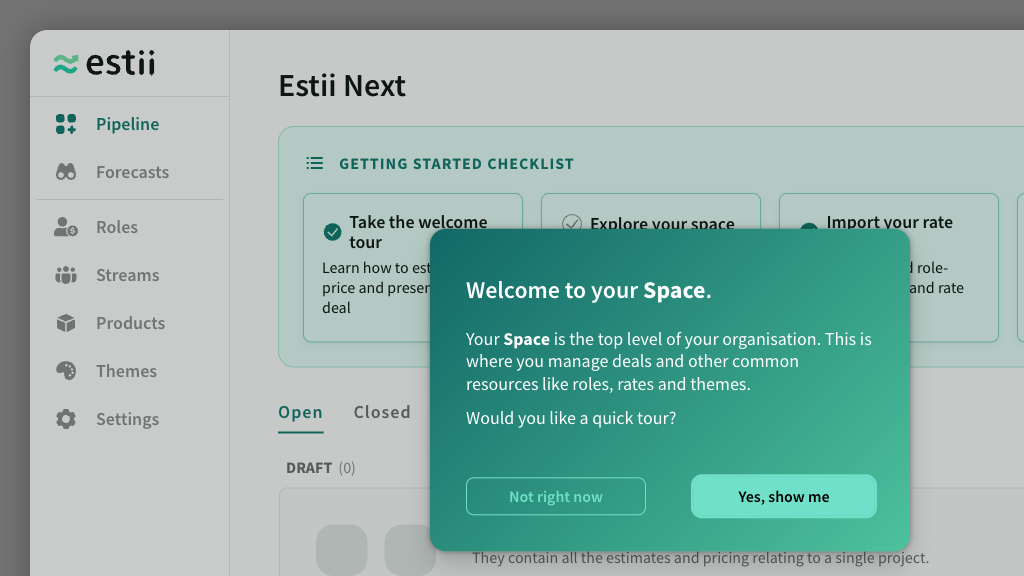 estii
Pipeline
Forecasts
Roles
Streams
Products
Themes
Settings
Estii Next
GETTING STARTED CHECKLIST
Take the welcome
tour
Learn how to est
price and presen
deal
Explore your space
Import your rate
d role-
and rate
Open
Closed
DRAFT (0)
Welcome to your Space.
Your Space is the top level of your organisation. This is
where you manage deals and other common
resources like roles, rates and themes.
Would you like a quick tour?
Not right now
Yes, show me
They contain all the estimates and pricing relating to a single project.